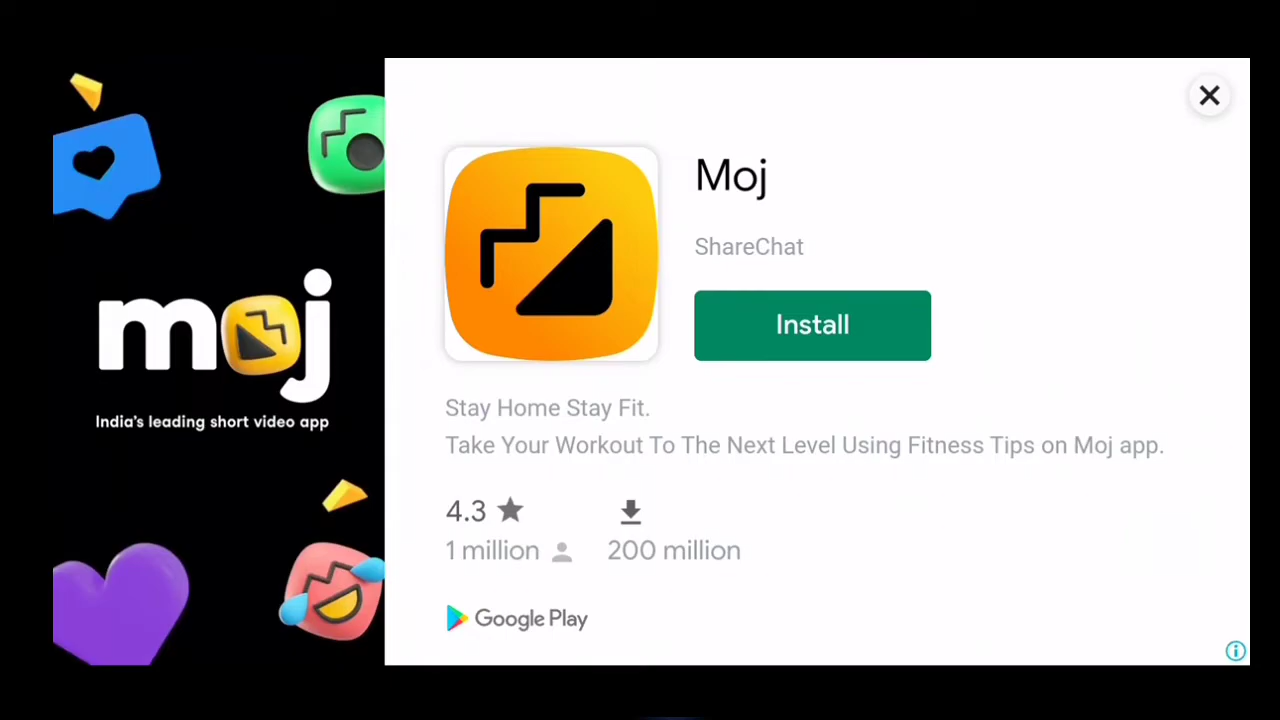 moj
India's leading short video app
Moj
ShareChat
Install
Stay Home Stay Fit.
Take Your Workout To The Next Level Using Fitness Tips on Moj app.
4.3
1 million
200 million
Google Play